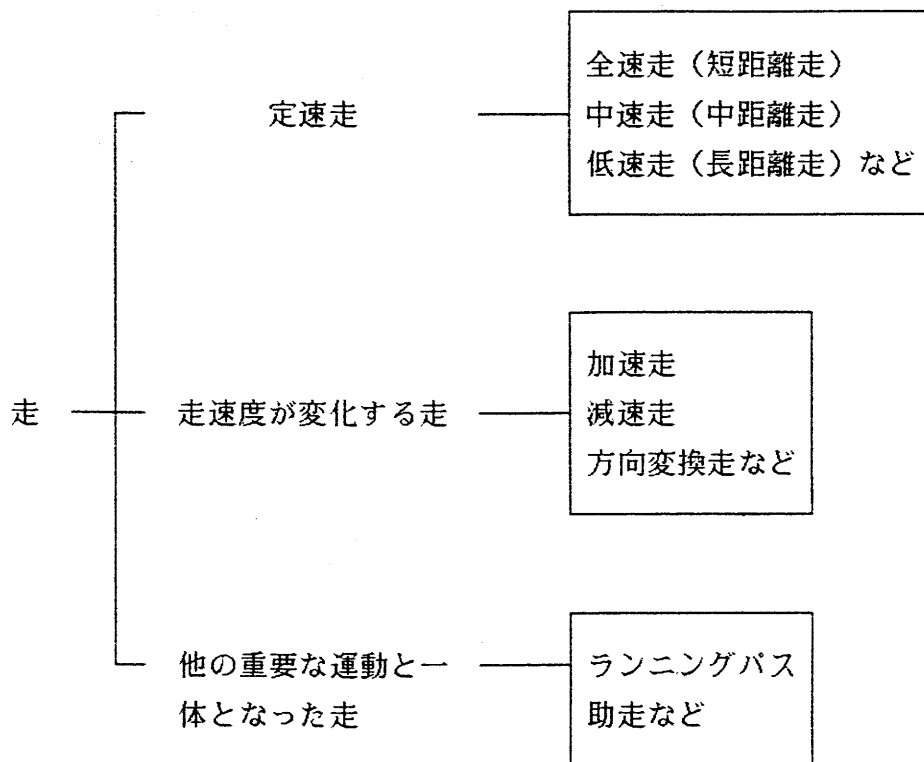 走
定速走
全速走（短距離走）
中速走（中距離走）
低速走（長距離走）など
走速度が変化する走
加速走
減速走
方向変換走など
他の重要な運動と一
体となった走
ランニングパス
助走など